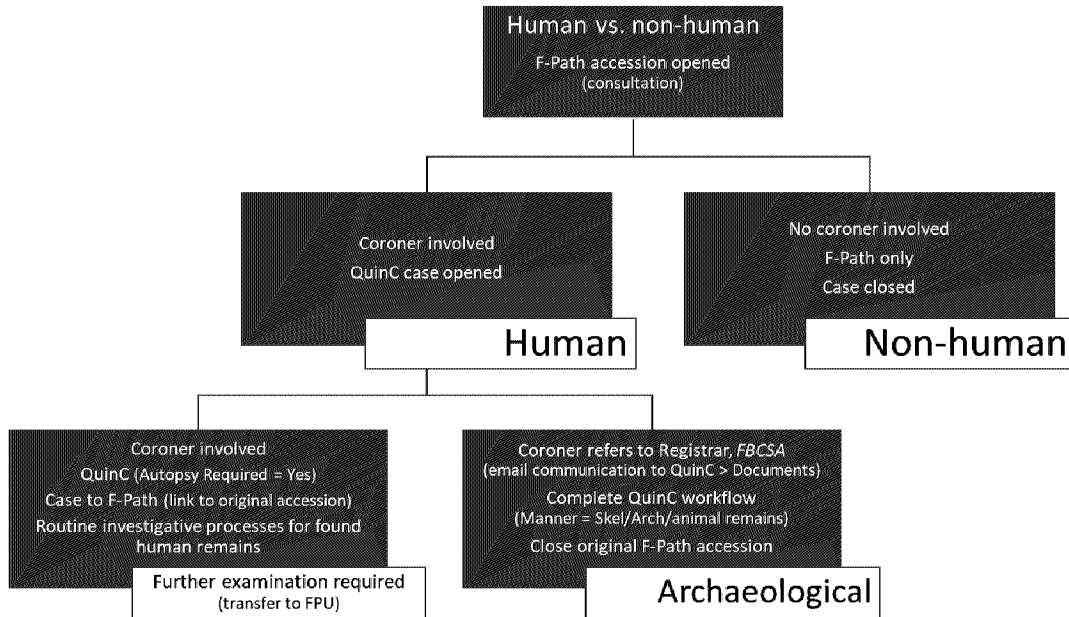 Human vs. non-human
F-Path accession opened
(consultation)
Coroner involved
QuinC case opened
Human
No coroner involved
F-Path only
Case closed
Non-human
Coroner involved
QuinC (Autopsy Required = Yes)
Case to F-Path (link to original accession)
Routine investigative processes for found
human remains
Further examination required
(transfer to FPU)
Coroner refers to Registrar, FBCSA
(email communication to QuinC > Documents)
Complete QuinC workflow
(Manner = Skel/Arch/animal remains)
Close original F-Path accession
Archaeological